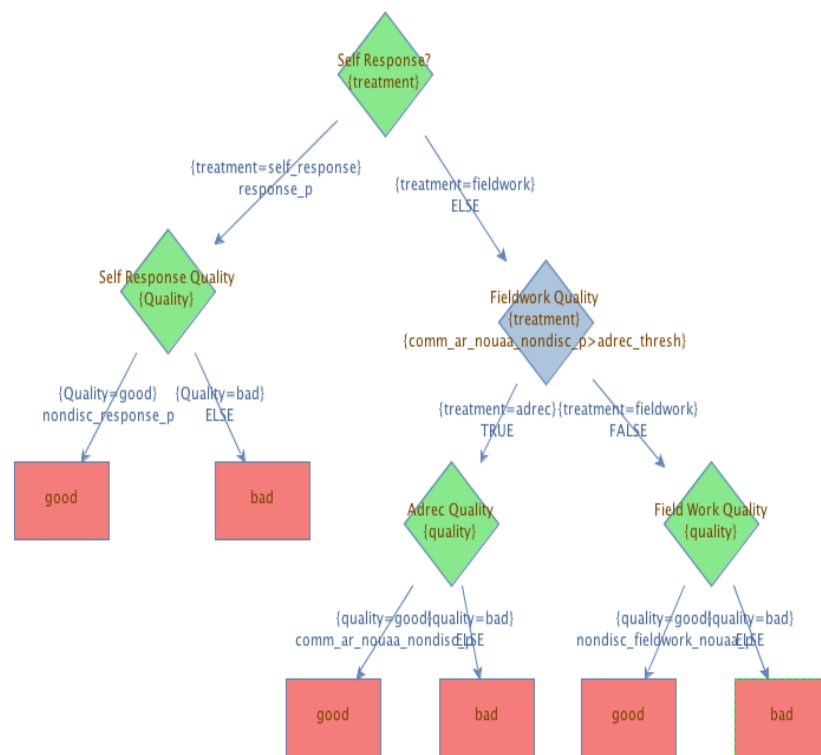 Self Response?
{treatment}
{treatment=self_response}
response_p
{treatment=fieldwork}
ELSE
Self Response Quality
{Quality}
Fieldwork Quality
{treatment}
{comm_ar_nouaa_nondisc_p>adrec_thresh}
{Quality=good}
nondisc_response_p
{Quality=bad}
ELSE
{treatment=adrec}
TRUE
{treatment=fieldwork}
FALSE
good
bad
Adrec Quality
{quality}
Field Work Quality
{quality}
{quality=good}
comm_ar_nouaa_nondisc_p
{quality=bad}
ELSE
{quality=good}
nondisc_fieldwork_nouaa_p
{quality=bad}
ELSE
good
bad
good
bad